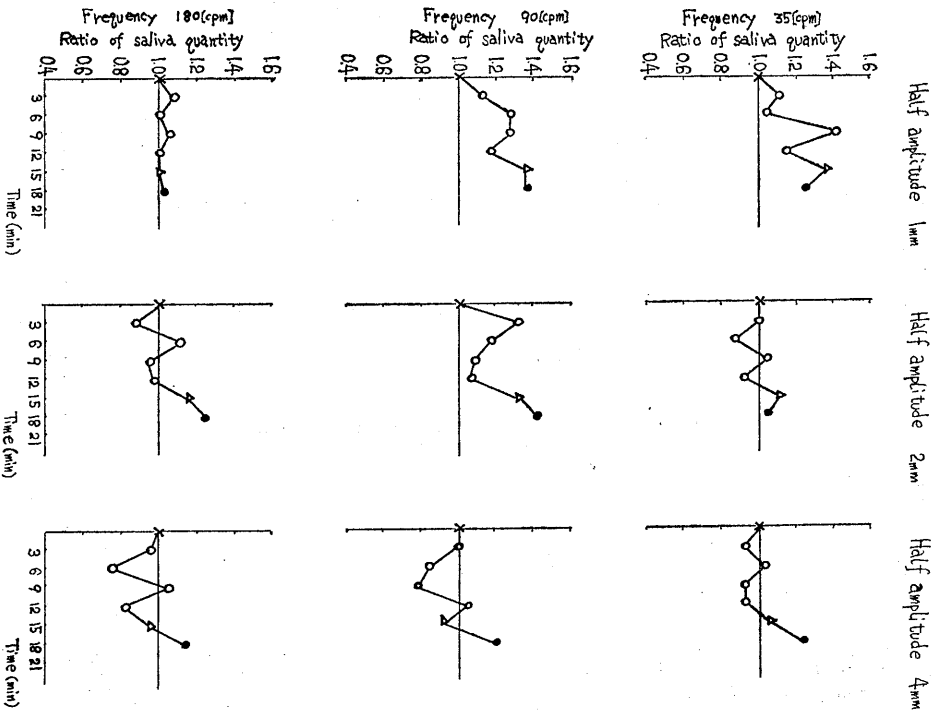 Frequency 180[cpm]
Ratio of saliva quantity
0.4 0.6 0.8 1.0 1.2 1.4 1.6
Frequency 90[cpm]
Ratio of saliva quantity
0.4 0.6 0.8 1.0 1.2 1.4 1.6
Frequency 35[cpm]
Ratio of saliva quantity
0.4 0.6 0.8 1.0 1.2 1.4 1.6
Half amplitude 1mm
3 6 9 12 15 18 21
Time (min)
Half amplitude 2mm
3 6 9 12 15 18 21
Time (min)
Half amplitude 4mm
3 6 9 12 15 18 21
Time (min)